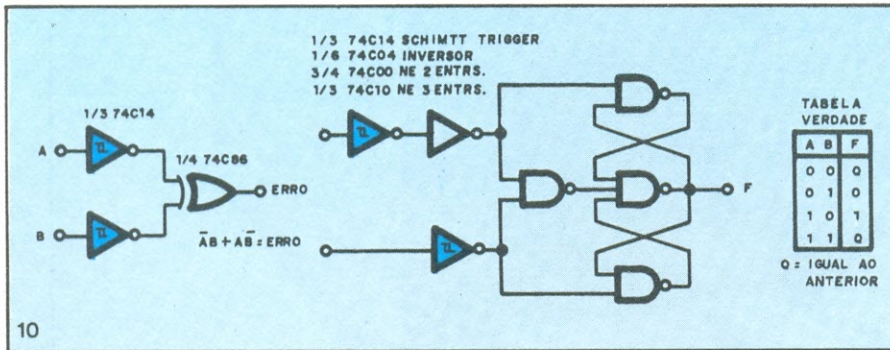 1/3 74C14 SCHIMTT TRIGGER
1/6 74C04 INVERSOR
3/4 74C00 NE 2 ENTRS.
1/3 74C10 NE 3 ENTRS.
1/3 74C14
A
1/4 74C86
ERRO
B
A̅B + AB̅ = ERRO
F
TABELA
VERDADE
A B F
0 0 Q
0 1 0
1 0 1
1 1 Q
Q = IGUAL AO
ANTERIOR
10